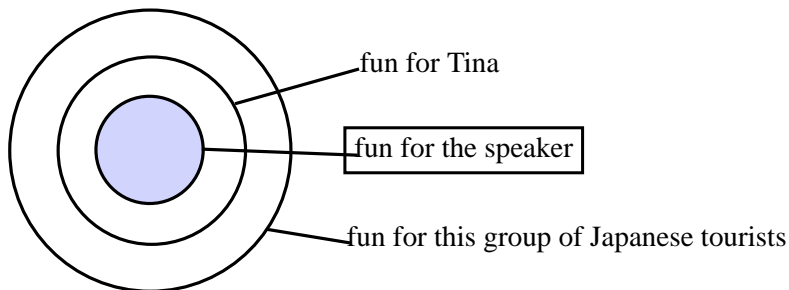 fun for Tina
fun for the speaker
fun for this group of Japanese tourists